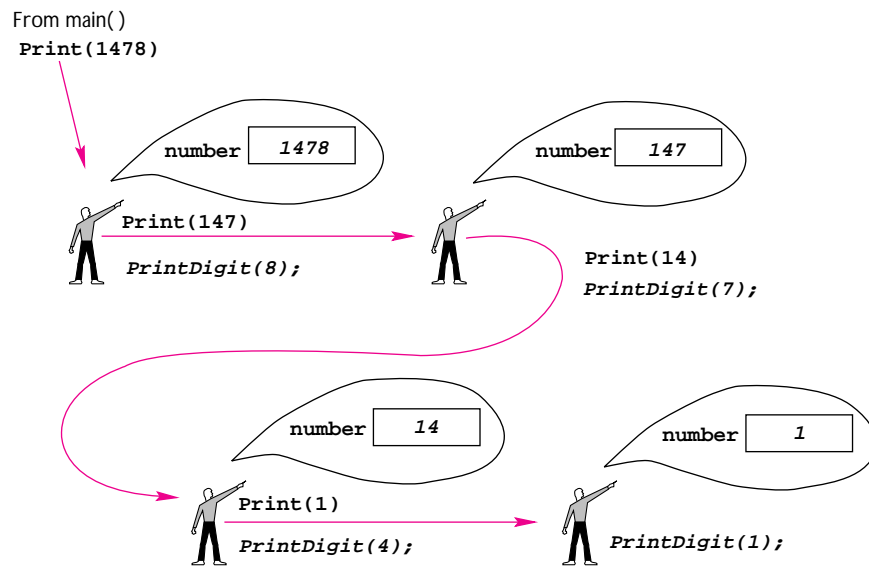 From main( )
Print(1478)
number 1478
number 147
Print(147)
PrintDigit(8);
Print(14)
PrintDigit(7);
number 14
number 1
Print(1)
PrintDigit(4);
PrintDigit(1);